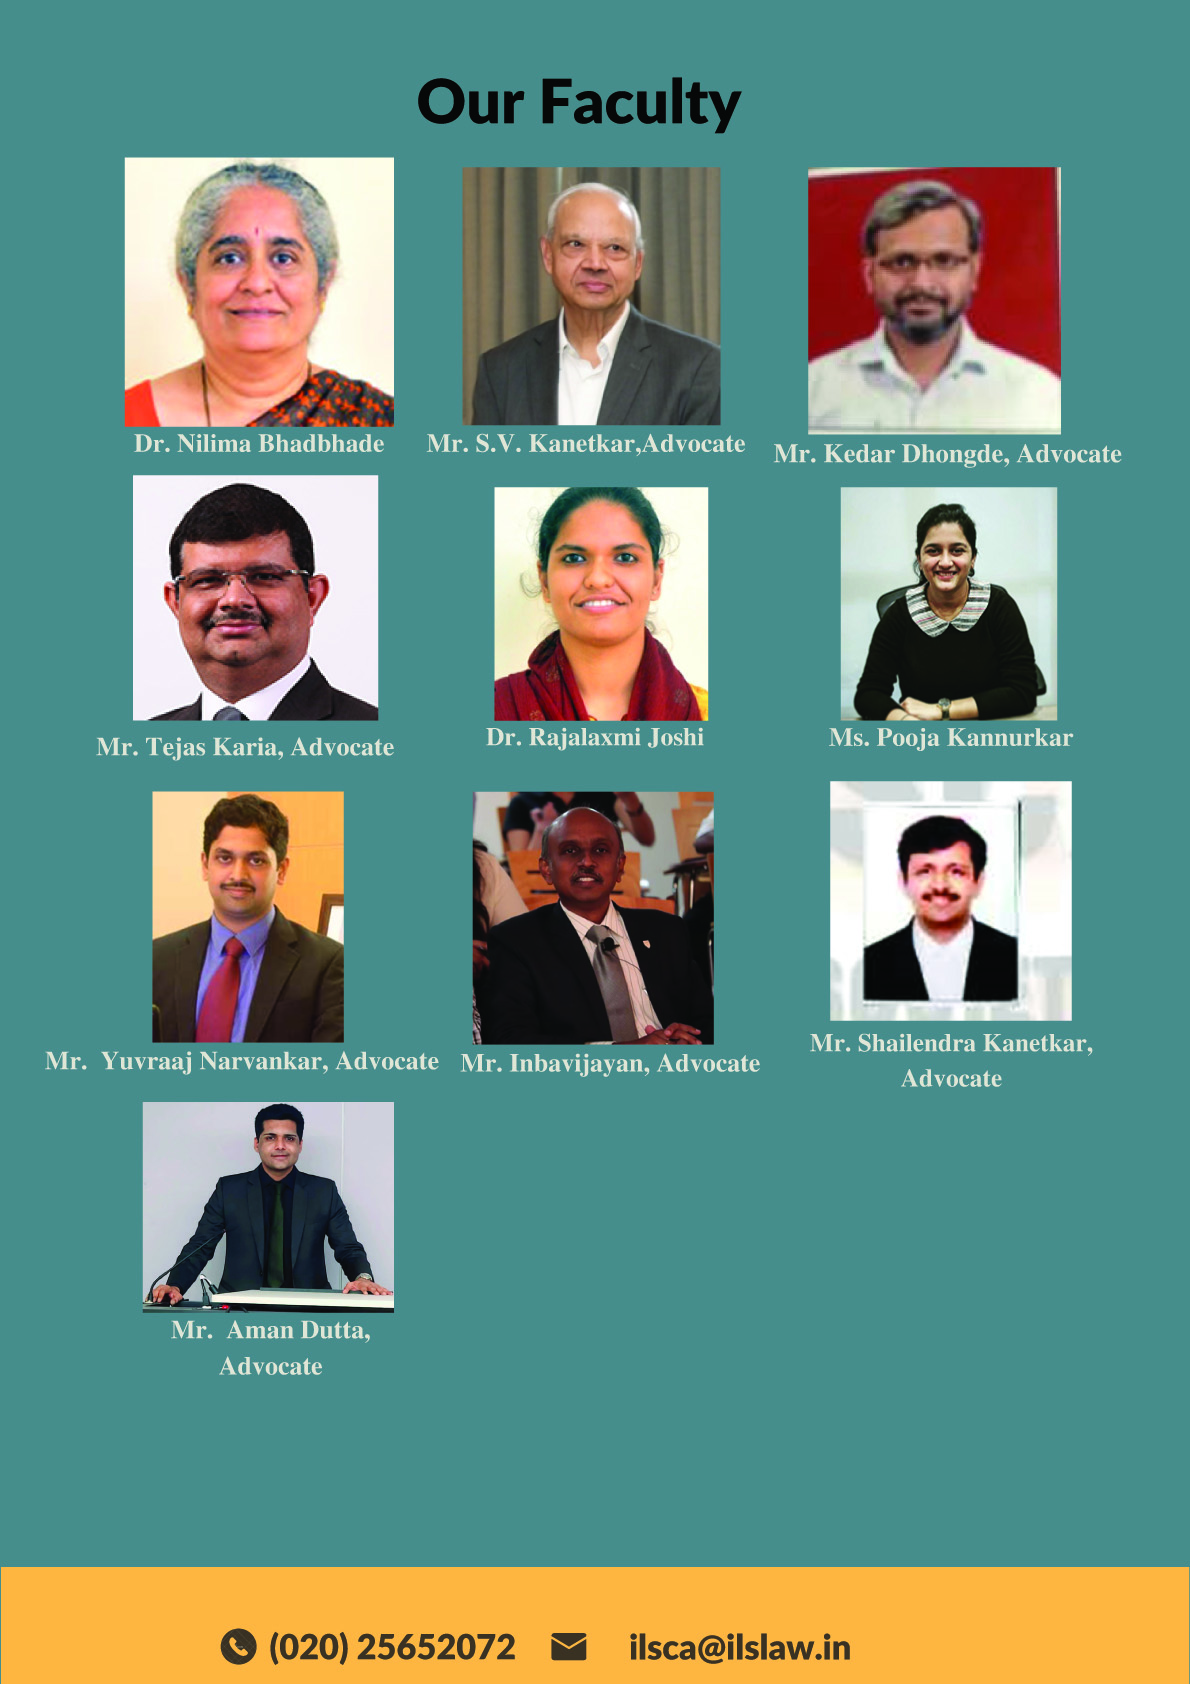 Our Faculty
Dr. Nilima Bhadbhade
Mr. S.V. Kanetkar,Advocate
Mr. Kedar Dhongde, Advocate
Mr. Tejas Karia, Advocate
Dr. Rajalaxmi Joshi
Ms. Pooja Kannurkar
Mr.  Yuvraaj Narvankar, Advocate
Mr. Inbavijayan, Advocate
Mr. Shailendra Kanetkar,
Advocate
Mr.  Aman Dutta,
Advocate
(020) 25652072
ilsca@ilslaw.in